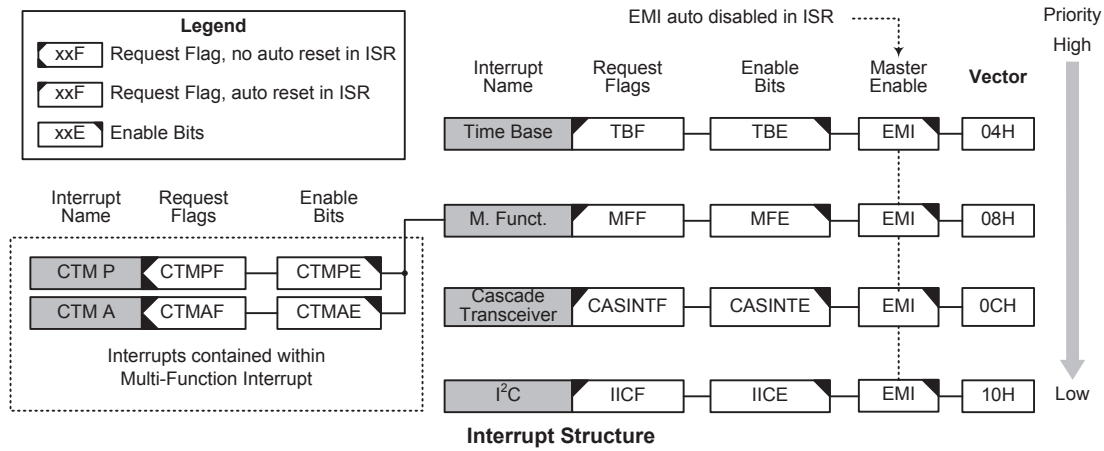 Legend
xxF Request Flag, no auto reset in ISR
xxF Request Flag, auto reset in ISR
xxE Enable Bits
EMI auto disabled in ISR
Priority
High
Interrupt Name
Request Flags
Enable Bits
Master Enable
Vector
Time Base TBF TBE EMI 04H
Interrupt Name
Request Flags
Enable Bits
M. Funct. MFF MFE EMI 08H
CTM P CTMPF CTMPE
CTM A CTMAF CTMAE
Interrupts contained within
Multi-Function Interrupt
Cascade Transceiver CASINTF CASINTE EMI 0CH
I²C IICF IICE EMI 10H
Low
Interrupt Structure